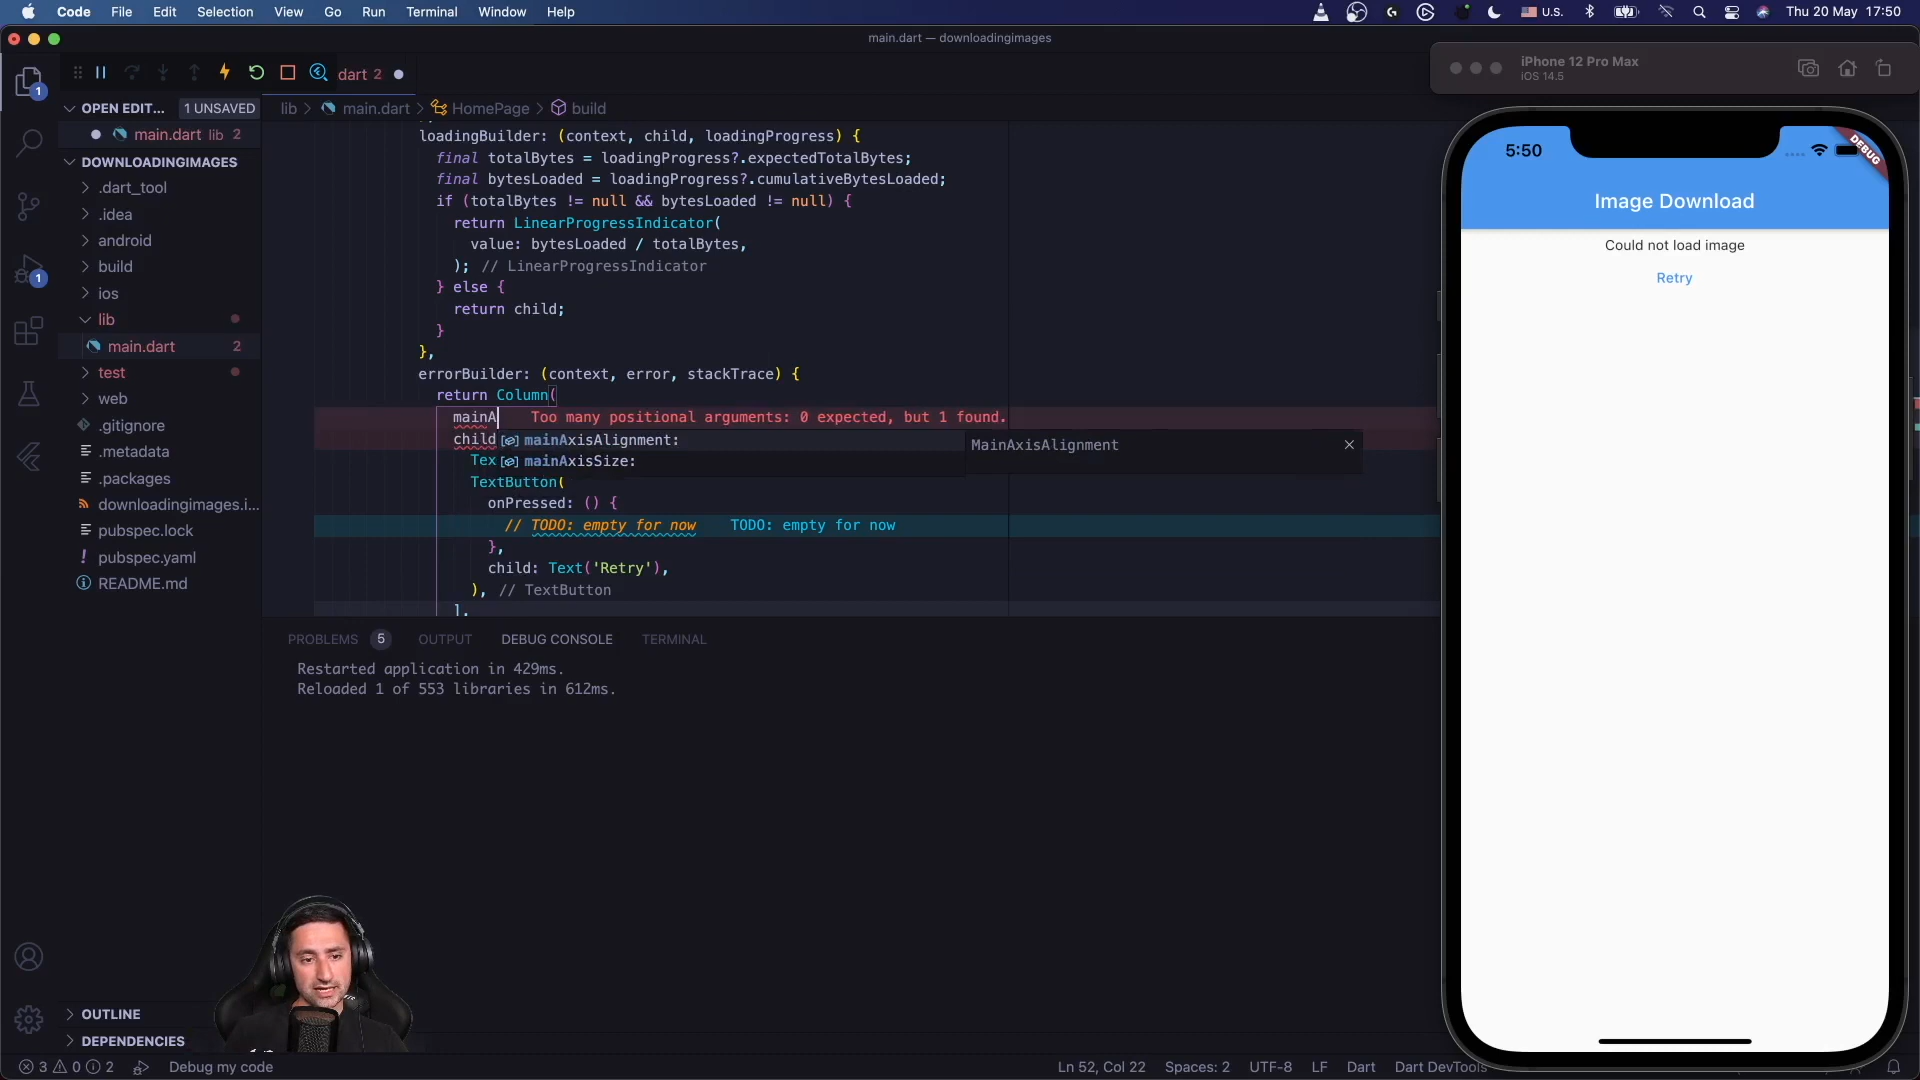 Code File Edit Selection View Go Run Terminal Window Help
U.S. Thu 20 May 17:50
main.dart — downloadingimages
dart 2
iPhone 12 Pro Max
iOS 14.5
1
OPEN EDIT... 1 UNSAVED
main.dart lib 2
DOWNLOADINGIMAGES
.dart_tool
.idea
android
build
1
ios
lib
main.dart 2
test
web
.gitignore
.metadata
.packages
downloadingimages.i...
pubspec.lock
pubspec.yaml
README.md
OUTLINE
DEPENDENCIES
lib > main.dart > HomePage > build
loadingBuilder: (context, child, loadingProgress) {
final totalBytes = loadingProgress?.expectedTotalBytes;
final bytesLoaded = loadingProgress?.cumulativeBytesLoaded;
if (totalBytes != null && bytesLoaded != null) {
return LinearProgressIndicator(
value: bytesLoaded / totalBytes,
); // LinearProgressIndicator
} else {
return child;
}
},
errorBuilder: (context, error, stackTrace) {
return Column(
mainA Too many positional arguments: 0 expected, but 1 found.
child mainAxisAlignment: MainAxisAlignment
Tex mainAxisSize:
TextButton(
onPressed: () {
// TODO: empty for now TODO: empty for now
},
child: Text('Retry'),
), // TextButton
],
PROBLEMS 5 OUTPUT DEBUG CONSOLE TERMINAL
Restarted application in 429ms.
Reloaded 1 of 553 libraries in 612ms.
5:50
DEBUG
Image Download
Could not load image
Retry
3 0 2 Debug my code
Ln 52, Col 22 Spaces: 2 UTF-8 LF Dart Dart DevTools